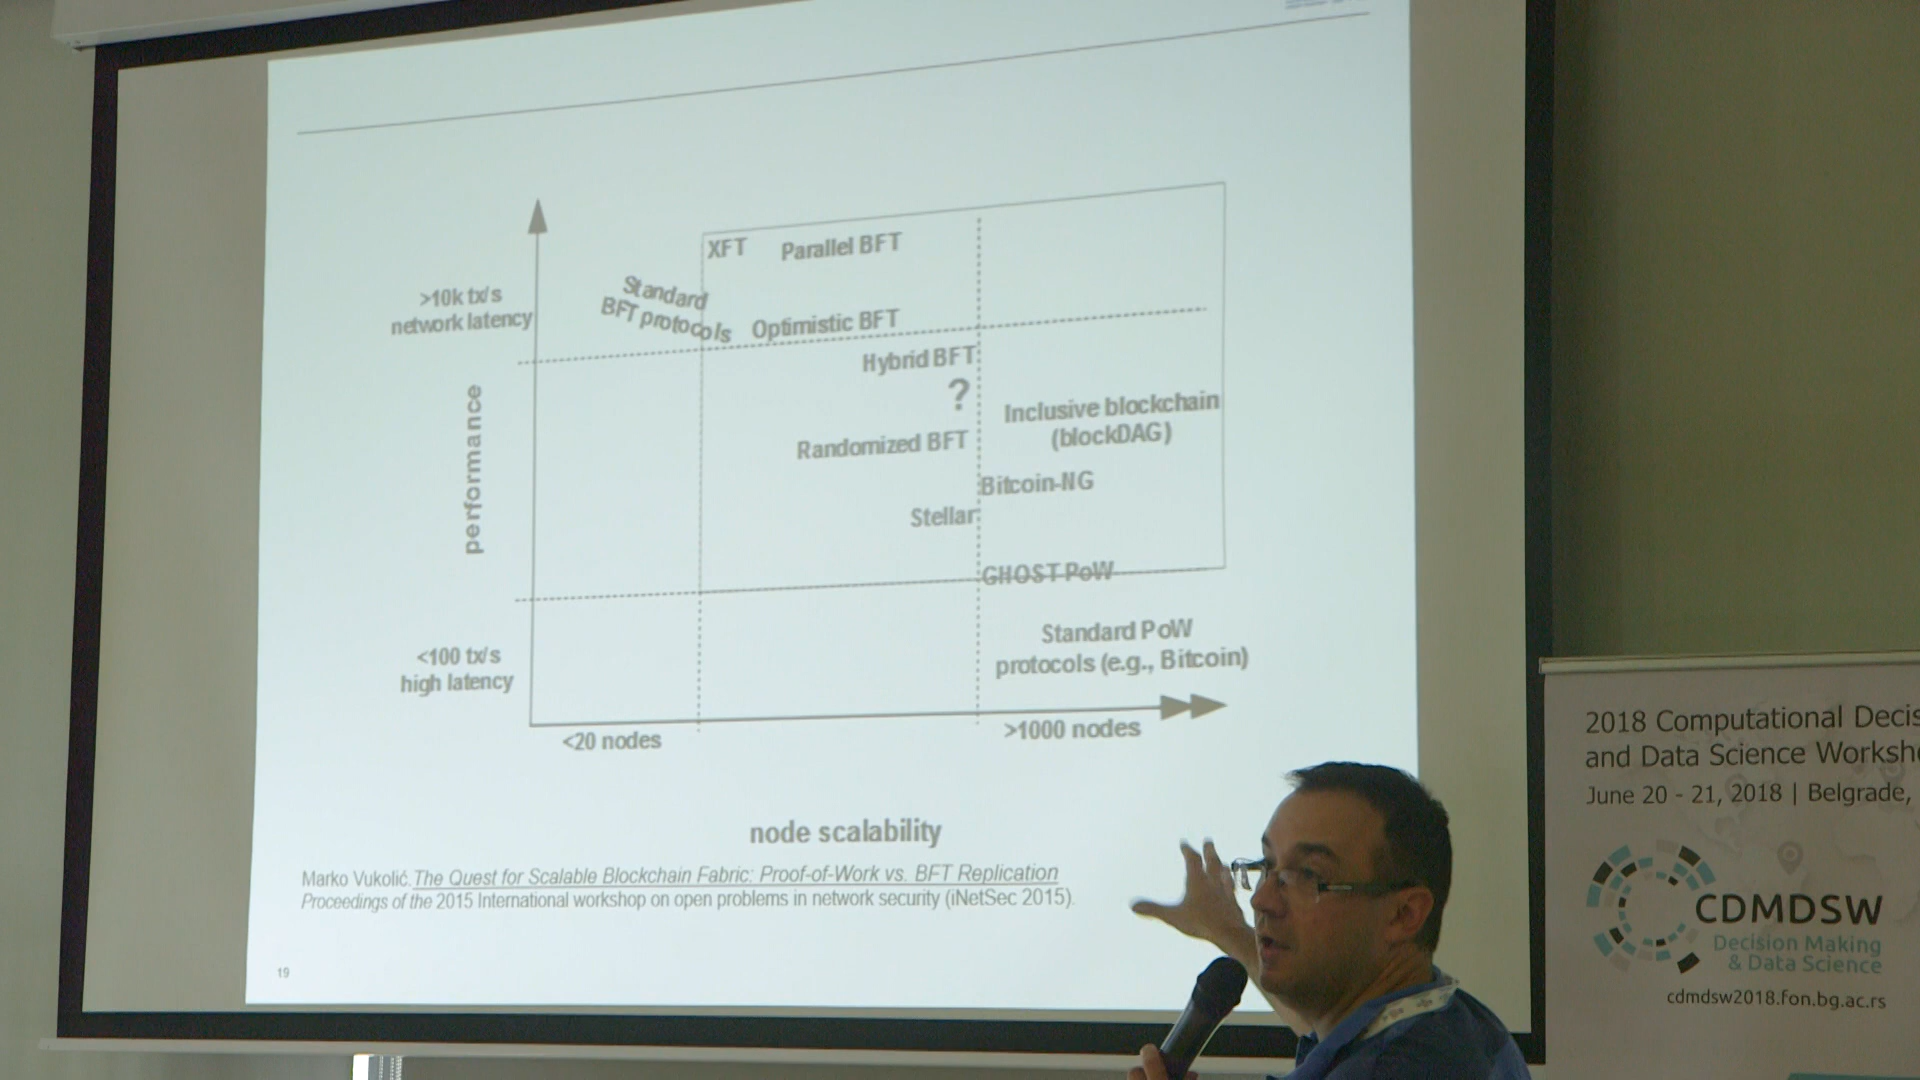 XFT
Parallel BFT
>10k tx/s
network latency
Standard
BFT protocols
Optimistic BFT
Hybrid BFT
?
performance
Inclusive blockchain
(blockDAG)
Randomized BFT
Bitcoin-NG
Stellar
GHOST PoW
<100 tx/s
high latency
Standard PoW
protocols (e.g., Bitcoin)
<20 nodes
>1000 nodes
node scalability
Marko Vukolić. The Quest for Scalable Blockchain Fabric: Proof-of-Work vs. BFT Replication
Proceedings of the 2015 International workshop on open problems in network security (iNetSec 2015).
19
2018 Computational Decis
and Data Science Worksho
June 20 - 21, 2018 | Belgrade,
CDMDSW
Decision Making
& Data Science
cdmdsw2018.fon.bg.ac.rs